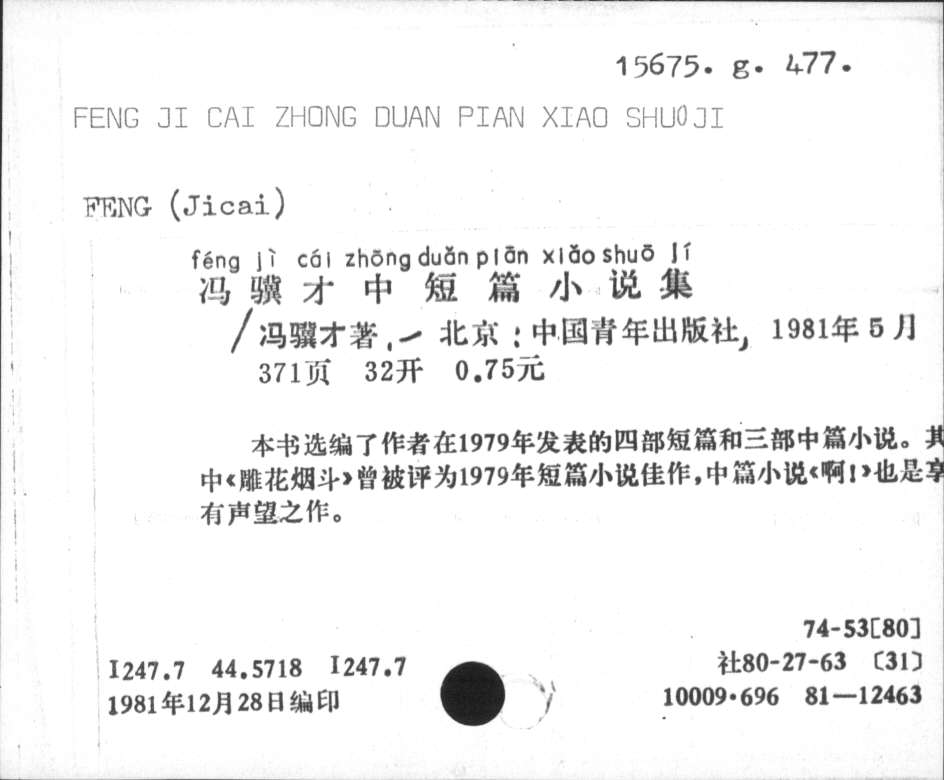 15675. g. 477.
FENG JI CAI ZHONG DUAN PIAN XIAO SHUO JI
FENG (Jicai)
féng jì cái zhōng duǎn piān xiǎo shuō jí
冯骥才中短篇小说集
/冯骥才著.— 北京：中国青年出版社, 1981年5月
371页 32开 0.75元
本书选编了作者在1979年发表的四部短篇和三部中篇小说。其
中《雕花烟斗》曾被评为1979年短篇小说佳作,中篇小说《啊!》也是享
有声望之作。
74-53[80]
I247.7 44.5718 I247.7 社80-27-63 〔31〕
1981年12月28日编印 10009·696 81—12463